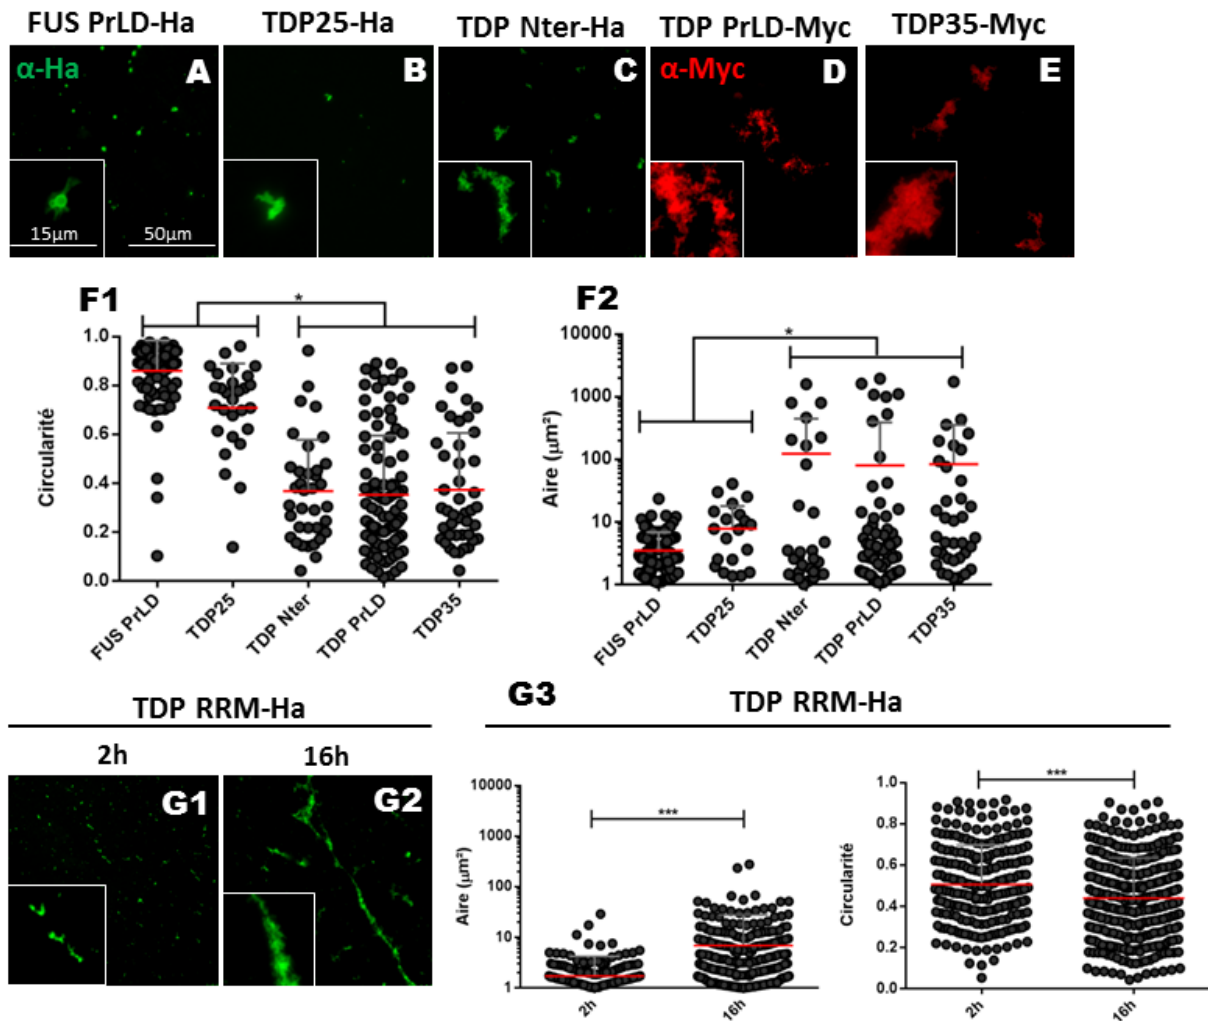 FUS PrLD-Ha TDP25-Ha TDP Nter-Ha TDP PrLD-Myc TDP35-Myc
α-Ha A B C α-Myc D E
15µm 50µm
F1 F2
* *
Circularité
1.0
0.8
0.6
0.4
0.2
0.0
FUS PrLD TDP25 TDP Nter TDP PrLD TDP35
Aire (µm²)
10000
1000
100
10
1
FUS PrLD TDP25 TDP Nter TDP PrLD TDP35
TDP RRM-Ha
2h 16h
G1 G2
G3
TDP RRM-Ha
Aire (µm²)
10000
1000
100
10
1
***
2h 16h
Circularité
1.0
0.8
0.6
0.4
0.2
0.0
***
2h 16h